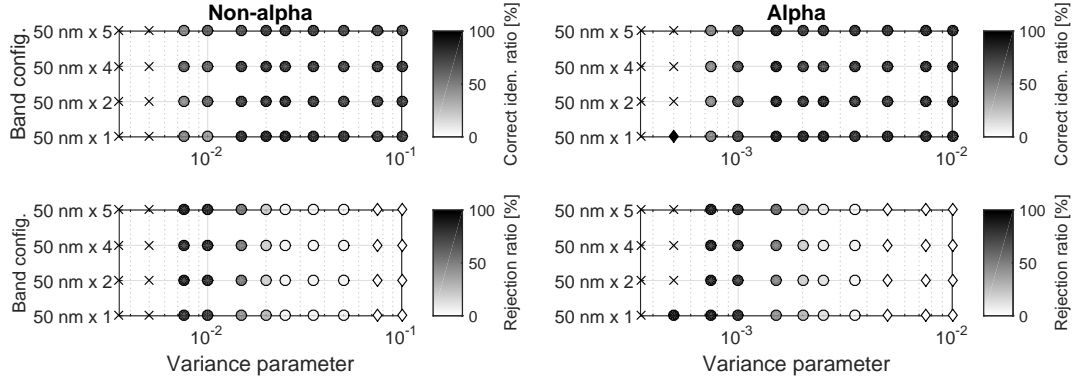 Non-alpha
Band config.
50 nm x 5
50 nm x 4
50 nm x 2
50 nm x 1
10^-2
10^-1
100
50
0
Correct iden. ratio [%]
Alpha
50 nm x 5
50 nm x 4
50 nm x 2
50 nm x 1
10^-3
10^-2
100
50
0
Correct iden. ratio [%]
Band config.
50 nm x 5
50 nm x 4
50 nm x 2
50 nm x 1
10^-2
10^-1
Variance parameter
100
50
0
Rejection ratio [%]
50 nm x 5
50 nm x 4
50 nm x 2
50 nm x 1
10^-3
10^-2
Variance parameter
100
50
0
Rejection ratio [%]